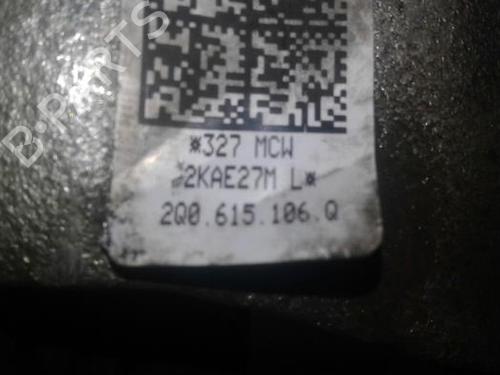 B-PARTS
*327 MCW
*2KAE27M L*
2Q0.615.106.Q